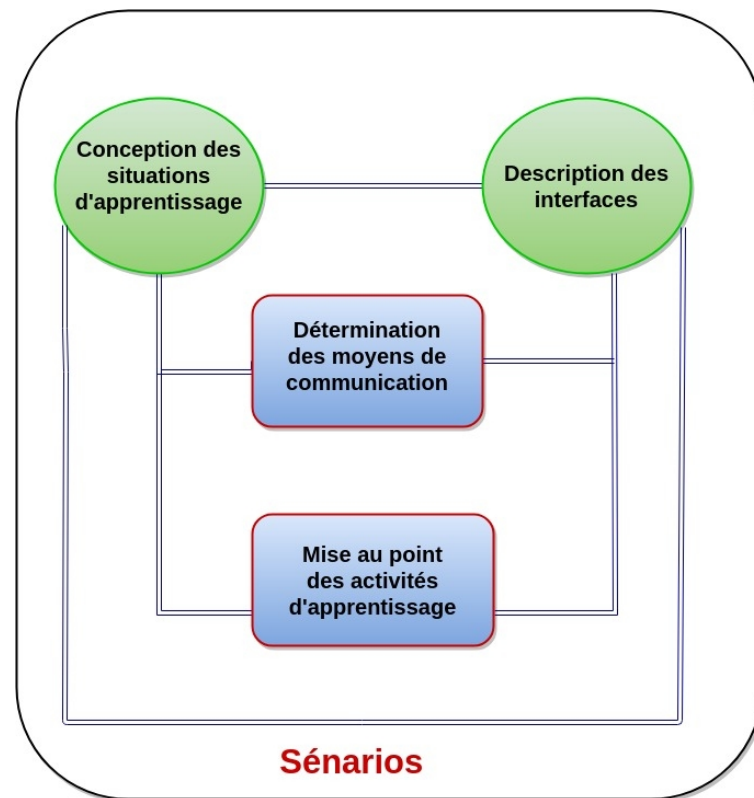 Conception des
situations
d'apprentissage
Description des
interfaces
Détermination
des moyens de
communication
Mise au point
des activités
d'apprentissage
Sénarios